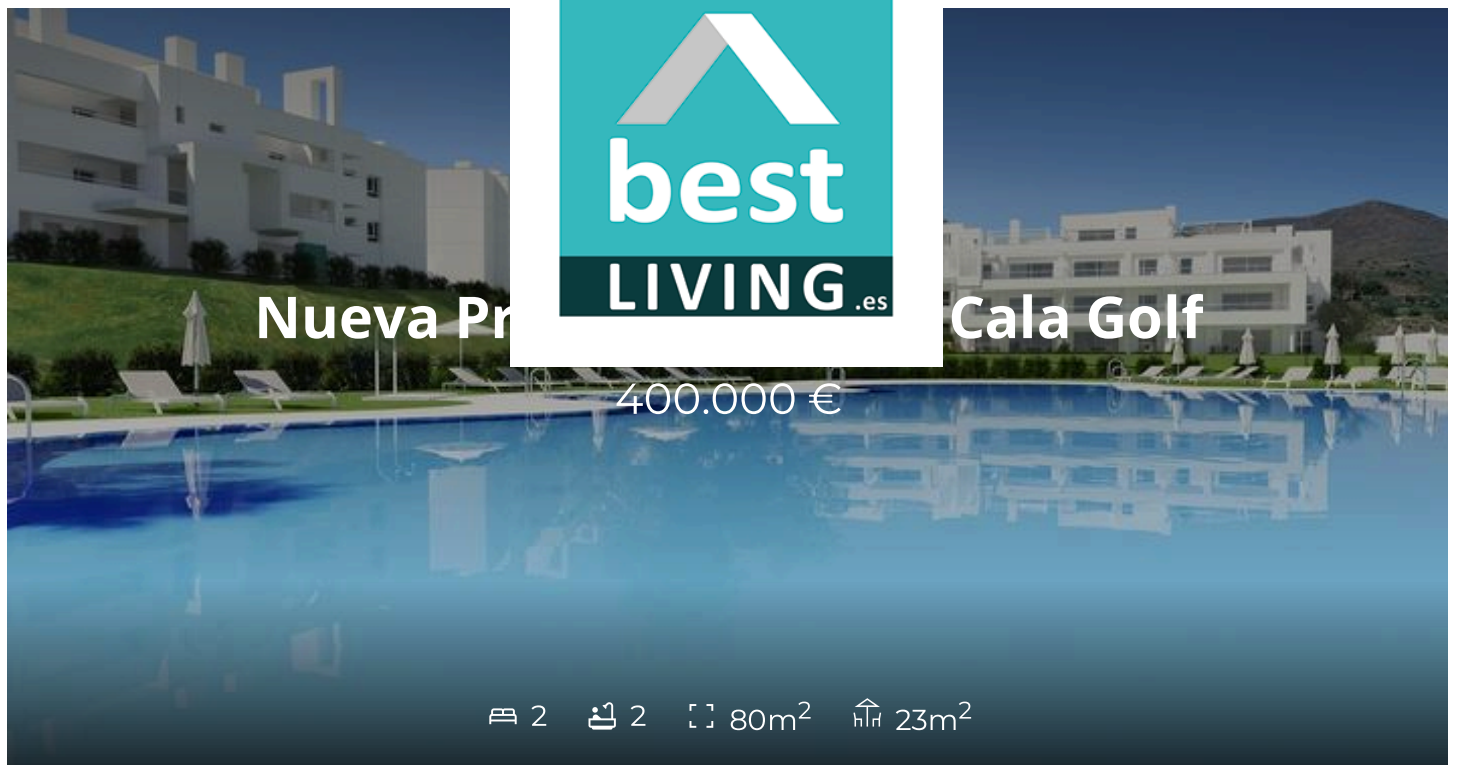 best
LIVING.es
Nueva Pr Cala Golf
400.000 €
2 2 80m² 23m²